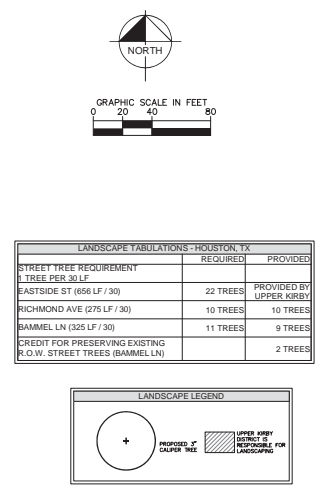 NORTH
GRAPHIC SCALE IN FEET
0 20 40 80
LANDSCAPE TABULATIONS - HOUSTON, TX
REQUIRED PROVIDED
STREET TREE REQUIREMENT
1 TREE PER 30 LF
EASTSIDE ST (656 LF / 30) 22 TREES PROVIDED BY
UPPER KIRBY
RICHMOND AVE (275 LF / 30) 10 TREES 10 TREES
BAMMEL LN (325 LF / 30) 11 TREES 9 TREES
CREDIT FOR PRESERVING EXISTING
R.O.W. STREET TREES (BAMMEL LN) 2 TREES
LANDSCAPE LEGEND
PROPOSED 3"
CALIPER TREE
UPPER KIRBY
DISTRICT IS
RESPONSIBLE FOR
LANDSCAPING